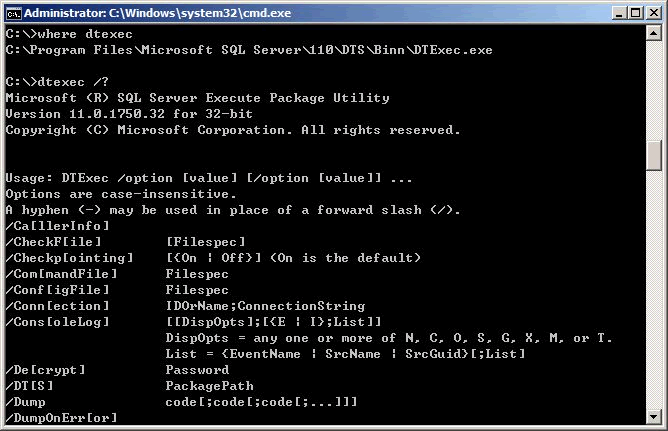 Administrator: C:\Windows\system32\cmd.exe
C:\>where dtexec
C:\Program Files\Microsoft SQL Server\110\DTS\Binn\DTExec.exe
C:\>dtexec /?
Microsoft (R) SQL Server Execute Package Utility
Version 11.0.1750.32 for 32-bit
Copyright (C) Microsoft Corporation. All rights reserved.
Usage: DTExec /option [value] [/option [value]] ...
Options are case-insensitive.
A hyphen (-) may be used in place of a forward slash (/).
/Ca[llerInfo]
/CheckF[ile] [Filespec]
/Checkp[ointing] [{On | Off}] (On is the default)
/Com[mandFile] Filespec
/Conf[igFile] Filespec
/Conn[ection] IDOrName;ConnectionString
/Cons[oleLog] [[DispOpts];[{E | I};List]]
DispOpts = any one or more of N, C, O, S, G, X, M, or T.
List = {EventName | SrcName | SrcGuid}[;List]
/De[crypt] Password
/DT[S] PackagePath
/Dump code[;code[;code[;...]]]
/DumpOnErr[or]